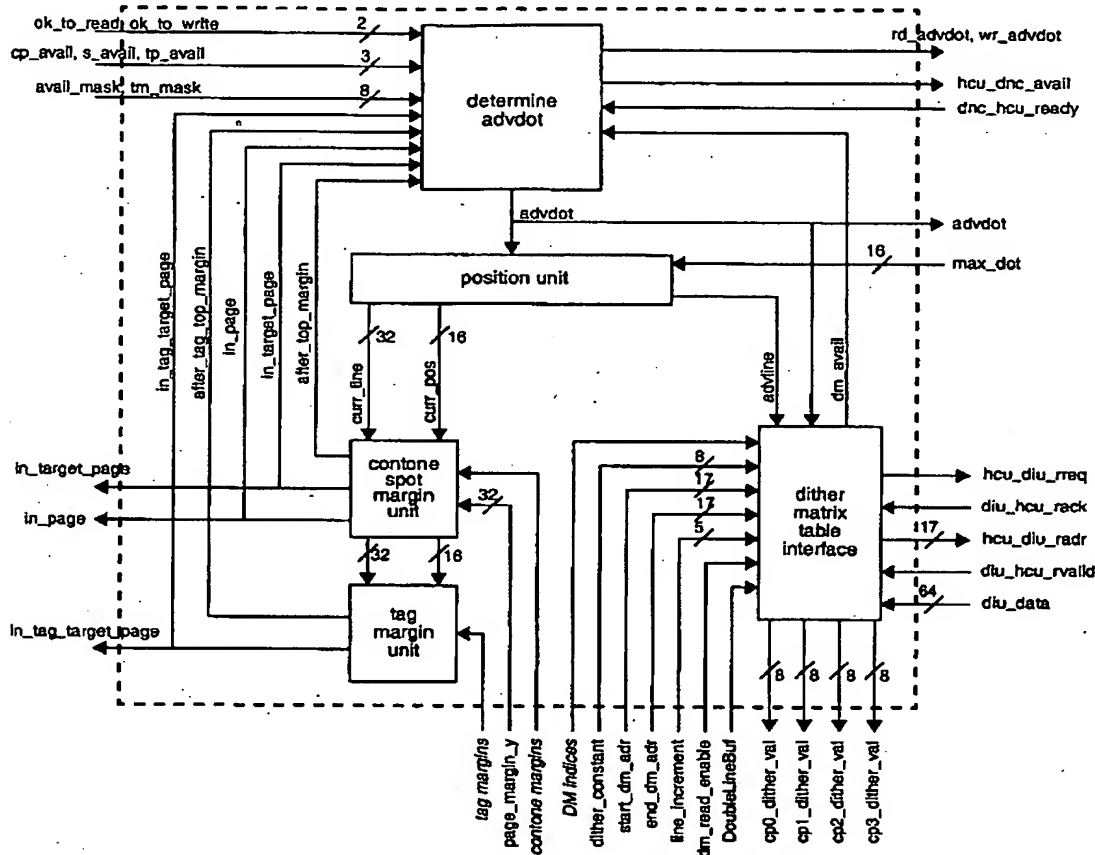 ok_to_read, ok_to_write
2
cp_avail, s_avail, tp_avail
3
avail_mask, tm_mask
8
determine
advdot
rd_advdot, wr_advdot
hcu_dnc_avail
dnc_hcu_ready
advdot
advdot
position unit
16
max_dot
in_tag_target_page
after_tag_top_margin
in_page
in_target_page
after_top_margin
32
16
curr_line
curr_pos
advline
dm_avail
in_target_page
in_page
contone
spot
margin
unit
32
32
16
tag
margin
unit
in_tag_target_page
8
17
17
5
dither
matrix
table
interface
hcu_diu_rreq
diu_hcu_rack
17
hcu_diu_radr
diu_hcu_rvalid
64
diu_data
8
8
8
8
tag margins
page_margin_y
contone margins
DM indices
dither_constant
start_dm_adr
end_dm_adr
line_increment
dm_read_enable
DoubleLineBuf
cp0_dither_val
cp1_dither_val
cp2_dither_val
cp3_dither_val